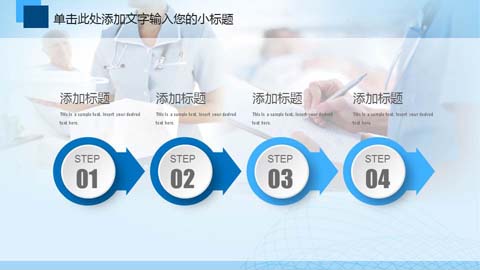 单击此处添加文字输入您的小标题
添加标题
This is a sample text. Insert your desired
text here.
添加标题
This is a sample text. Insert your desired
text here.
添加标题
This is a sample text. Insert your desired
text here.
添加标题
This is a sample text. Insert your desired
text here.
STEP
01
STEP
02
STEP
03
STEP
04